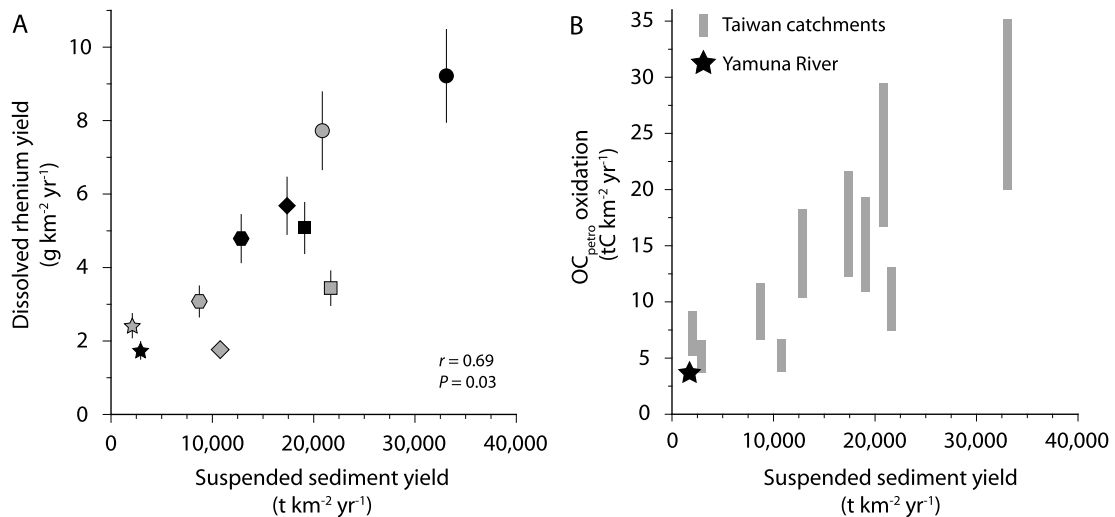 A
Dissolved rhenium yield
(g km⁻² yr⁻¹)
10
8
6
4
2
0
r = 0.69
P = 0.03
0 10,000 20,000 30,000 40,000
Suspended sediment yield
(t km⁻² yr⁻¹)
B
Taiwan catchments
Yamuna River
OCpetro oxidation
(tC km⁻² yr⁻¹)
35
30
25
20
15
10
5
0
0 10,000 20,000 30,000 40,000
Suspended sediment yield
(t km⁻² yr⁻¹)